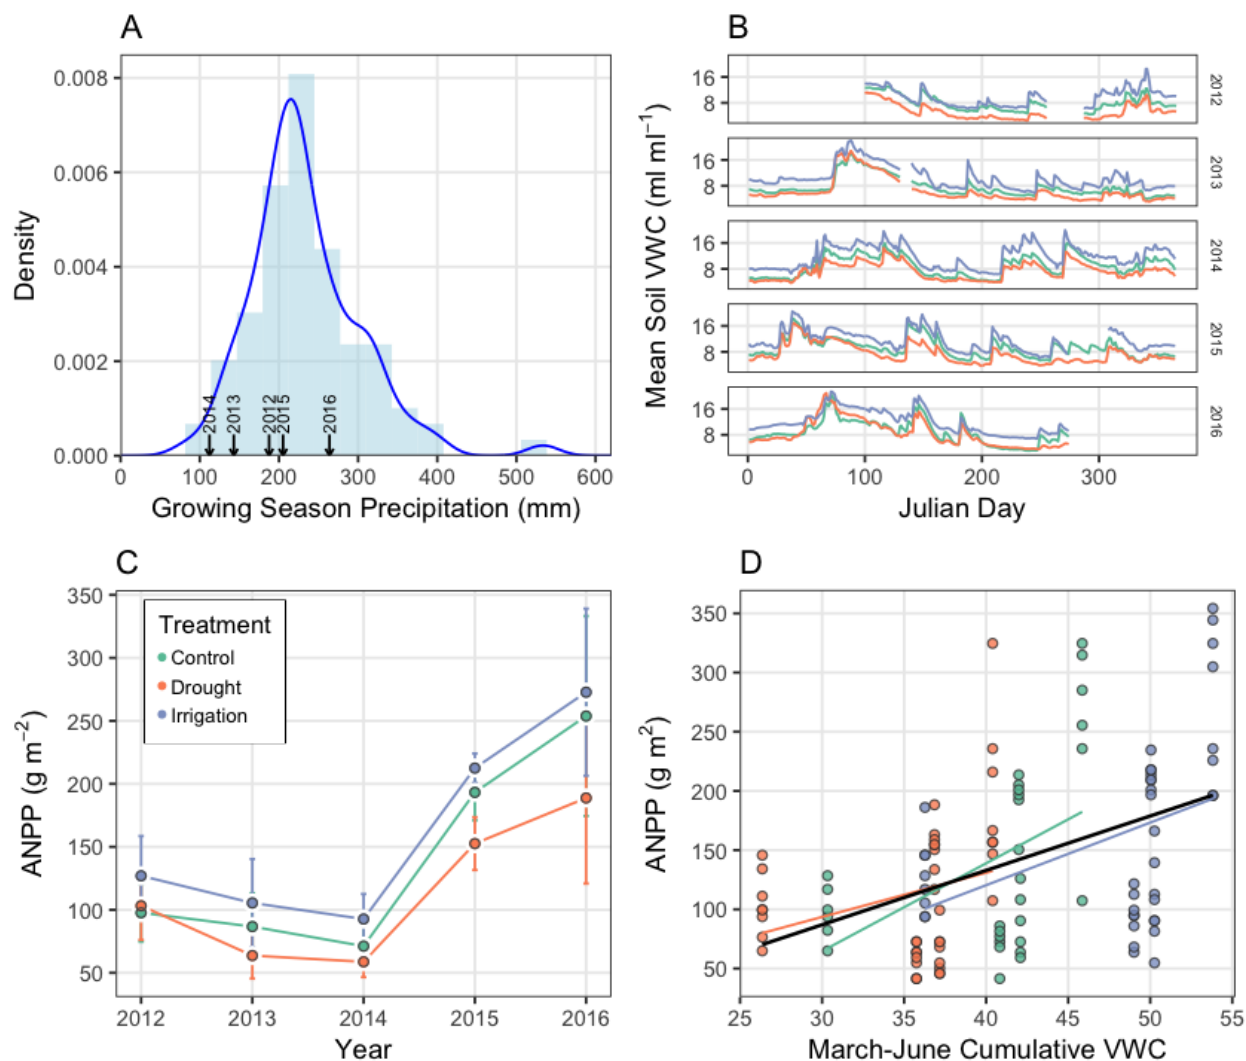 A
0.008
0.006
0.004
0.002
0.000
Density
2014
2013
2012
2015
2016
0 100 200 300 400 500 600
Growing Season Precipitation (mm)
B
Mean Soil VWC (ml ml⁻¹)
16
8
2012
16
8
2013
16
8
2014
16
8
2015
16
8
2016
0 100 200 300
Julian Day
C
350
300
250
200
150
100
50
ANPP (g m⁻²)
Treatment
Control
Drought
Irrigation
2012 2013 2014 2015 2016
Year
D
350
300
250
200
150
100
50
ANPP (g m²)
25 30 35 40 45 50 55
March-June Cumulative VWC